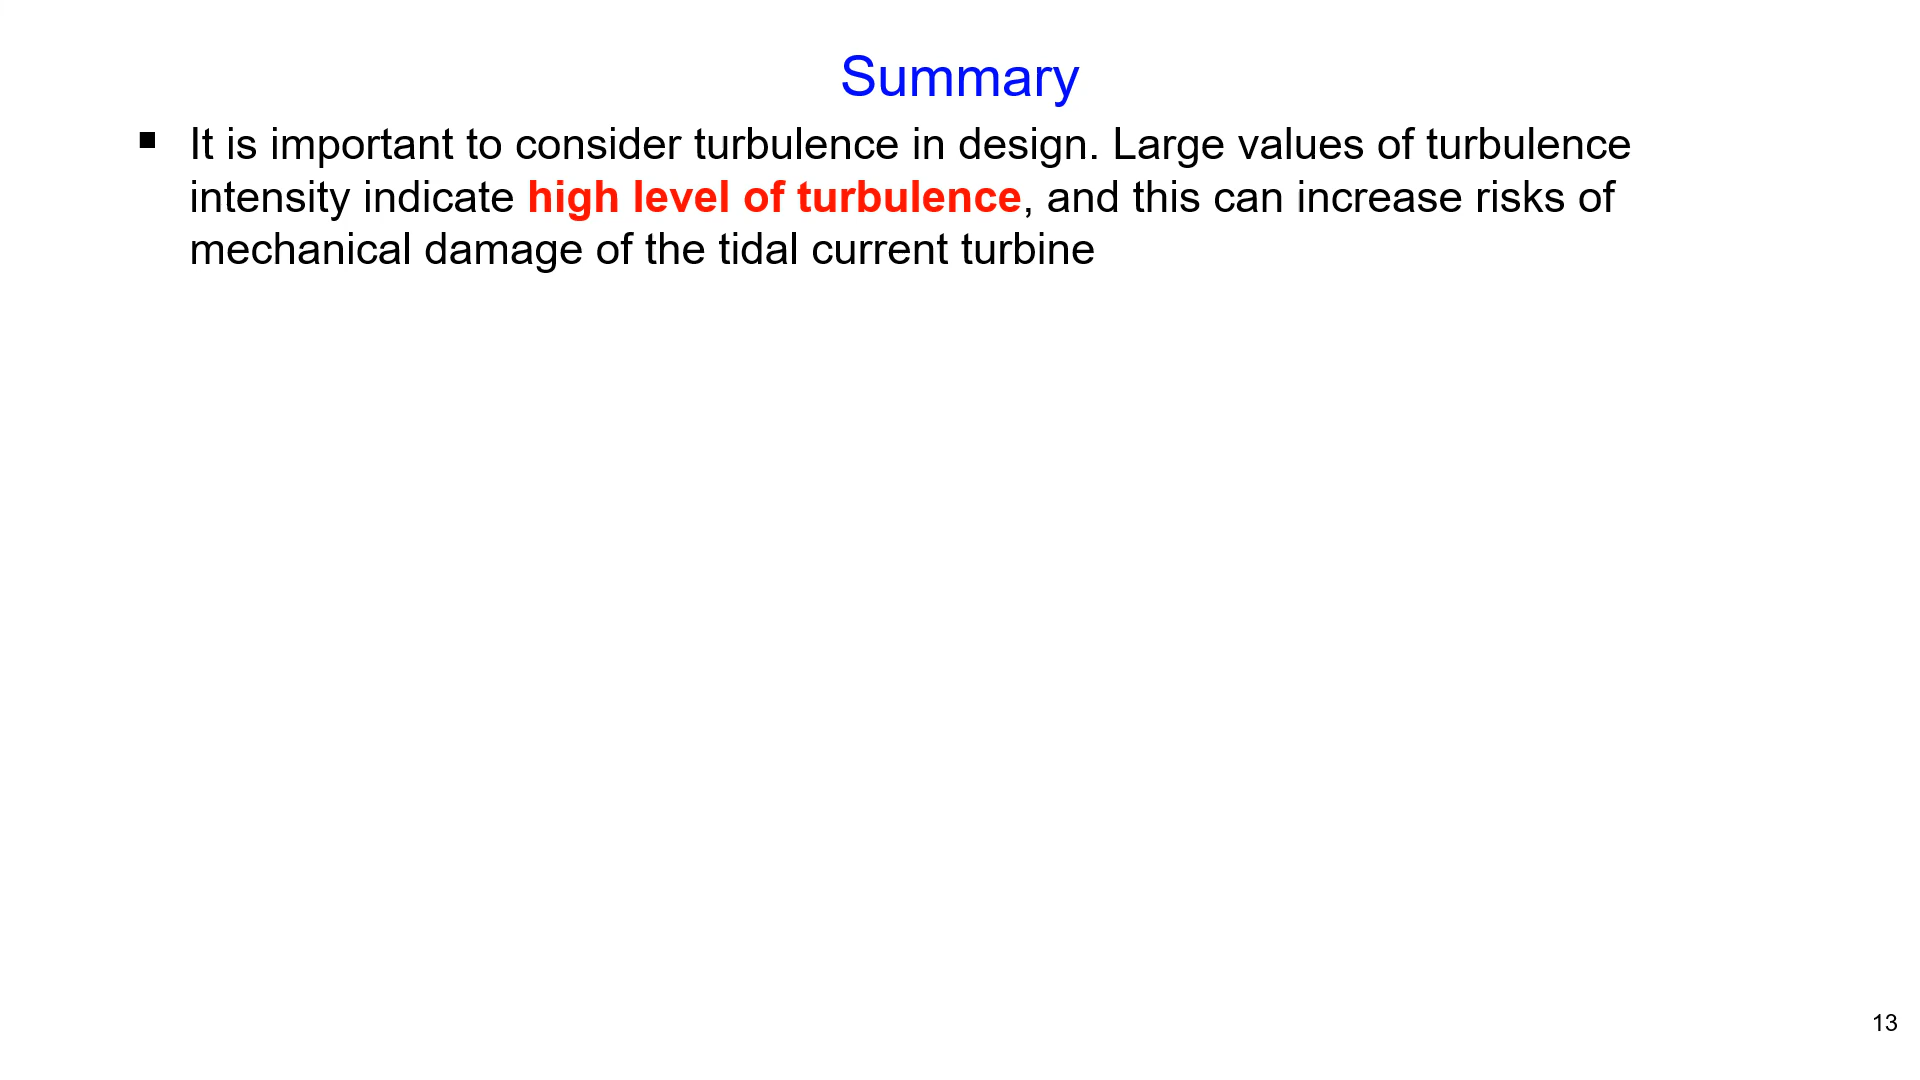 Summary
▪ It is important to consider turbulence in design. Large values of turbulence
intensity indicate high level of turbulence, and this can increase risks of
mechanical damage of the tidal current turbine
13